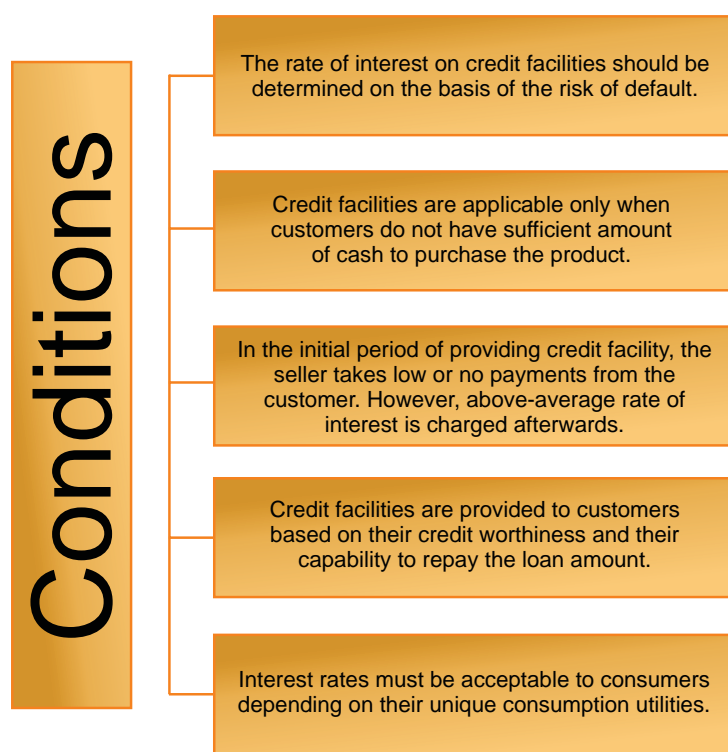 Conditions
The rate of interest on credit facilities should be
determined on the basis of the risk of default.
Credit facilities are applicable only when
customers do not have sufficient amount
of cash to purchase the product.
In the initial period of providing credit facility, the
seller takes low or no payments from the
customer. However, above-average rate of
interest is charged afterwards.
Credit facilities are provided to customers
based on their credit worthiness and their
capability to repay the loan amount.
Interest rates must be acceptable to consumers
depending on their unique consumption utilities.